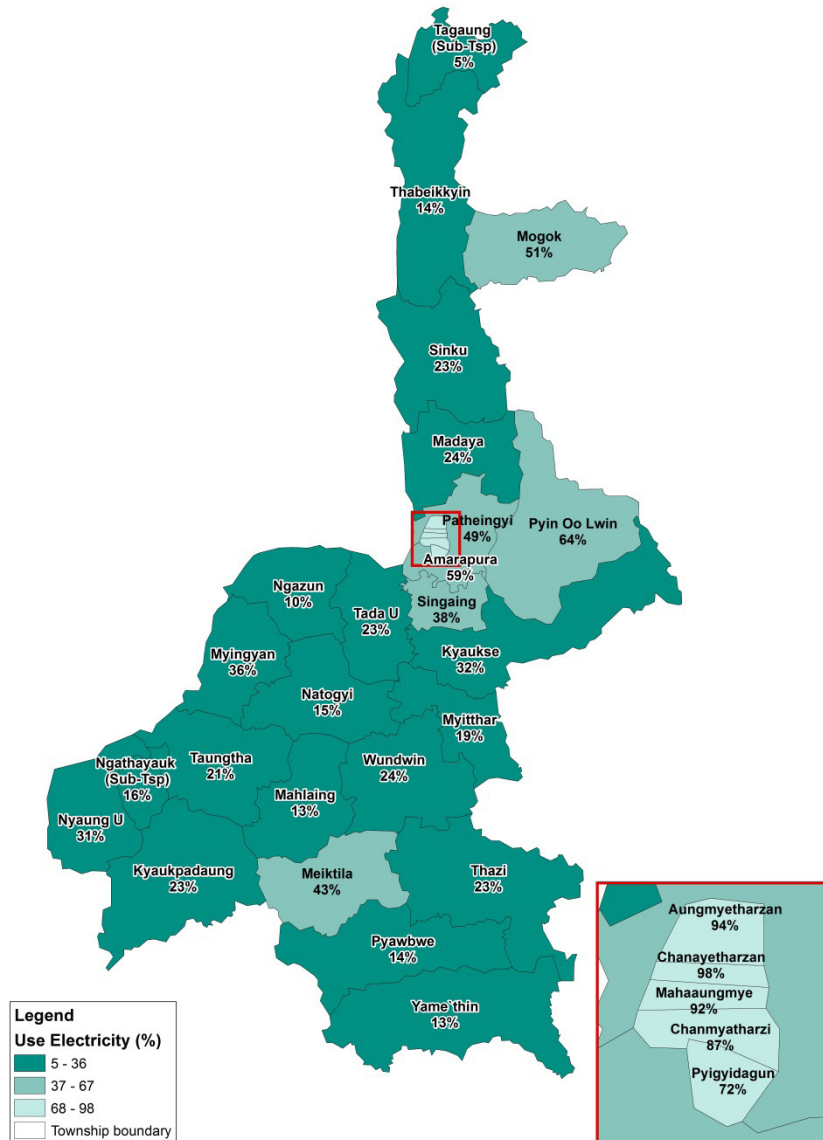 Tagaung
(Sub-Tsp)
5%
Thabeikkyin
14%
Mogok
51%
Sinku
23%
Madaya
24%
Patheingyi
49%
Pyin Oo Lwin
64%
Amarapura
59%
Ngazun
10%
Tada U
23%
Singaing
38%
Myingyan
36%
Kyaukse
32%
Natogyi
15%
Myitthar
19%
Ngathayauk
(Sub-Tsp)
16%
Taungtha
21%
Wundwin
24%
Mahlaing
13%
Nyaung U
31%
Kyaukpadaung
23%
Meiktila
43%
Thazi
23%
Pyawbwe
14%
Yame`thin
13%
Aungmyetharzan
94%
Chanayetharzan
98%
Mahaaungmye
92%
Chanmyatharzi
87%
Pyigyidagun
72%
Legend
Use Electricity (%)
5 - 36
37 - 67
68 - 98
Township boundary